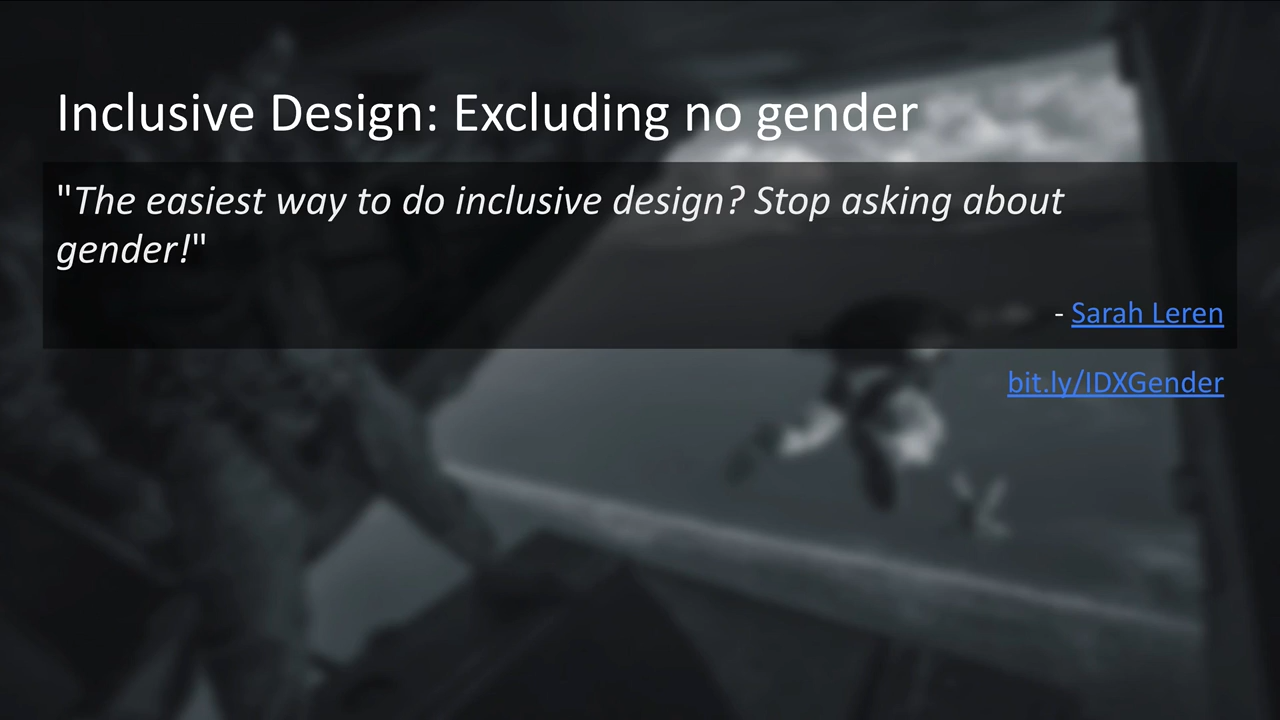 Inclusive Design: Excluding no gender
"The easiest way to do inclusive design? Stop asking about
gender!"
- Sarah Leren
bit.ly/IDXGender